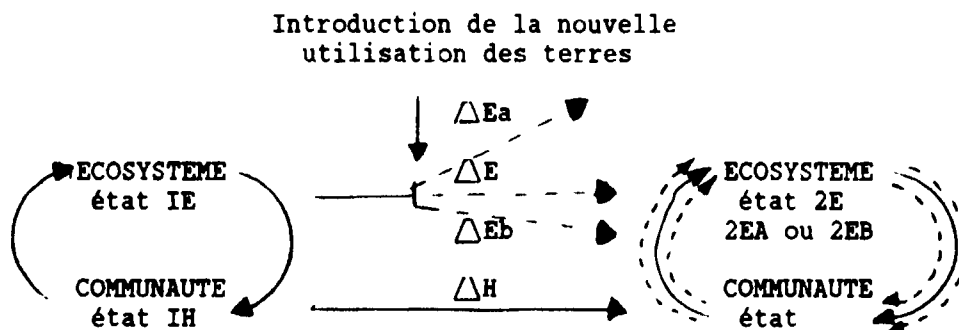 Introduction de la nouvelle
utilisation des terres
△Ea
ECOSYSTEME
état IE
△E
△Eb
ECOSYSTEME
état 2E
2EA ou 2EB
COMMUNAUTE
état IH
△H
COMMUNAUTE
état